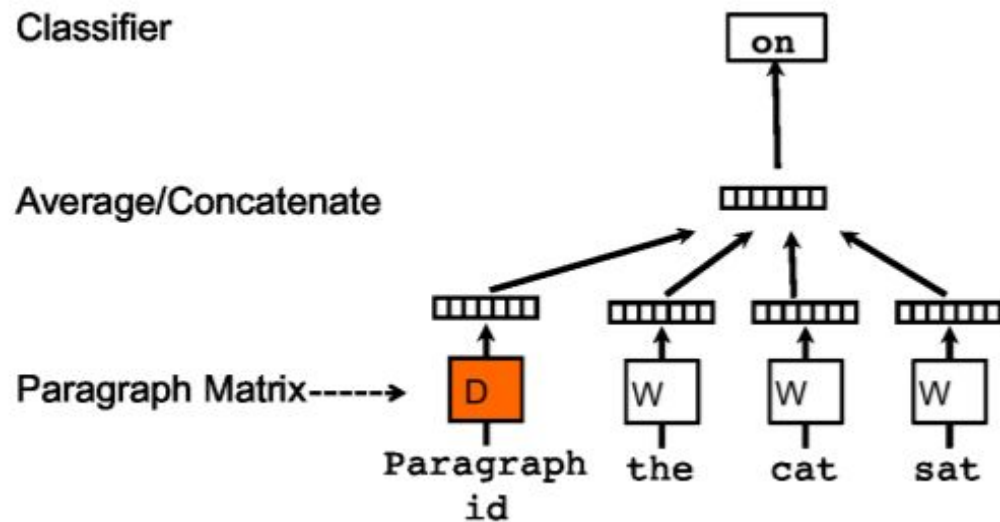 Classifier
on
Average/Concatenate
Paragraph Matrix
D
W
W
W
Paragraph
id
the
cat
sat